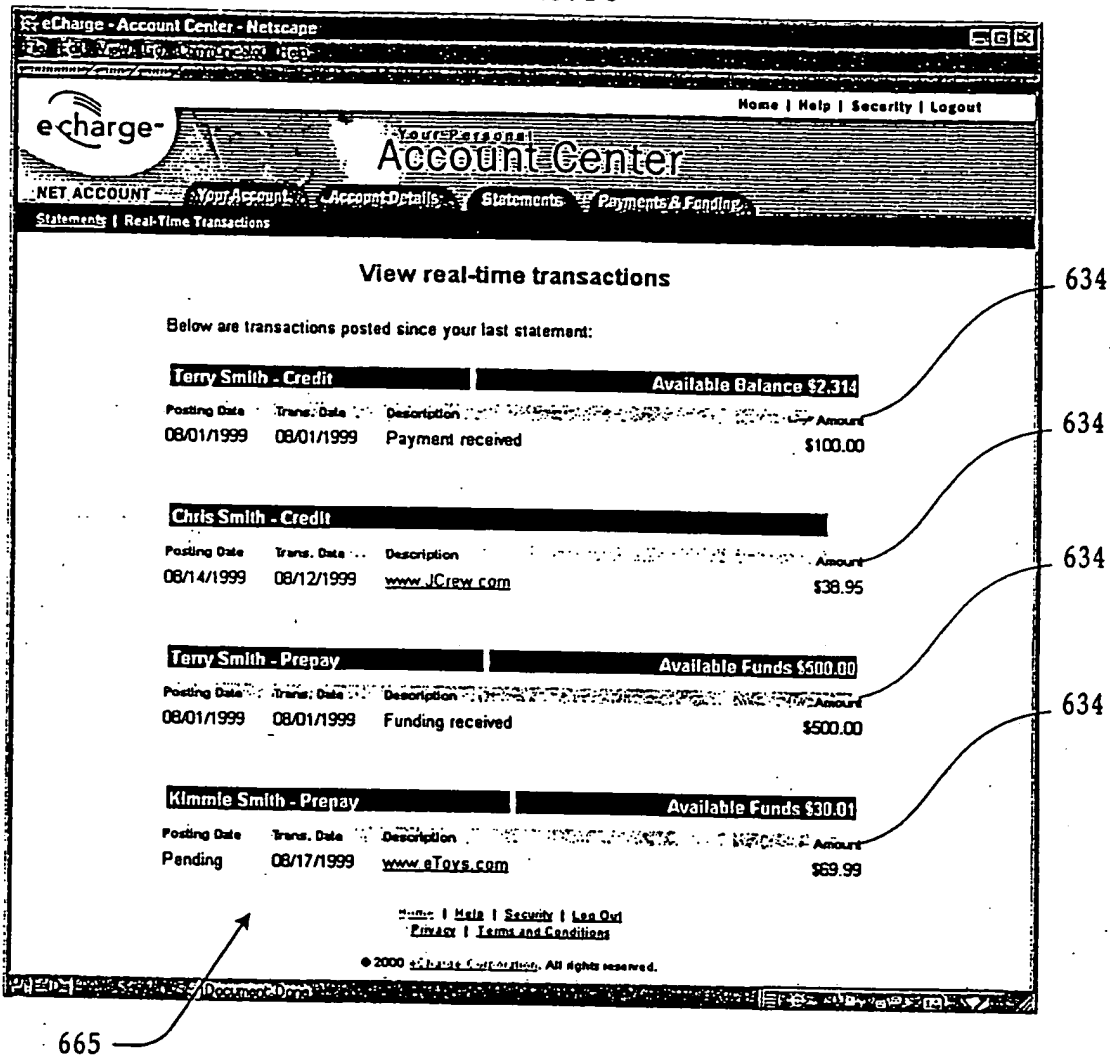 eCharge - Account Center - Netscape
Home | Help | Security | Logout
echarge-
Your Personal
Account Center
NET ACCOUNT Your Account Account Details Statements Payments & Funding
Statements | Real-Time Transactions
View real-time transactions
634
Below are transactions posted since your last statement:
Terry Smith - Credit Available Balance $2,314
Posting Date Trans. Date Description Amount
08/01/1999 08/01/1999 Payment received $100.00
634
Chris Smith - Credit
Posting Date Trans. Date Description Amount
08/14/1999 08/12/1999 www.JCrew.com $38.95
634
Terry Smith - Prepay Available Funds $500.00
Posting Date Trans. Date Description Amount
08/01/1999 08/01/1999 Funding received $500.00
634
Kimmie Smith - Prepay Available Funds $30.01
Posting Date Trans. Date Description Amount
Pending 08/17/1999 www.eToys.com $69.99
Home | Help | Security | Log Out
Privacy | Terms and Conditions
© 2000 eCharge Corporation. All rights reserved.
Document: Done
665